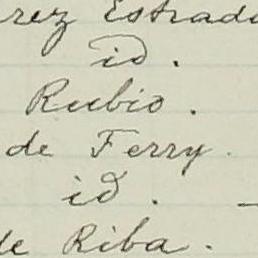 rez Estrada
id.
Rubio.
de Ferry.
id. —
de Riba.